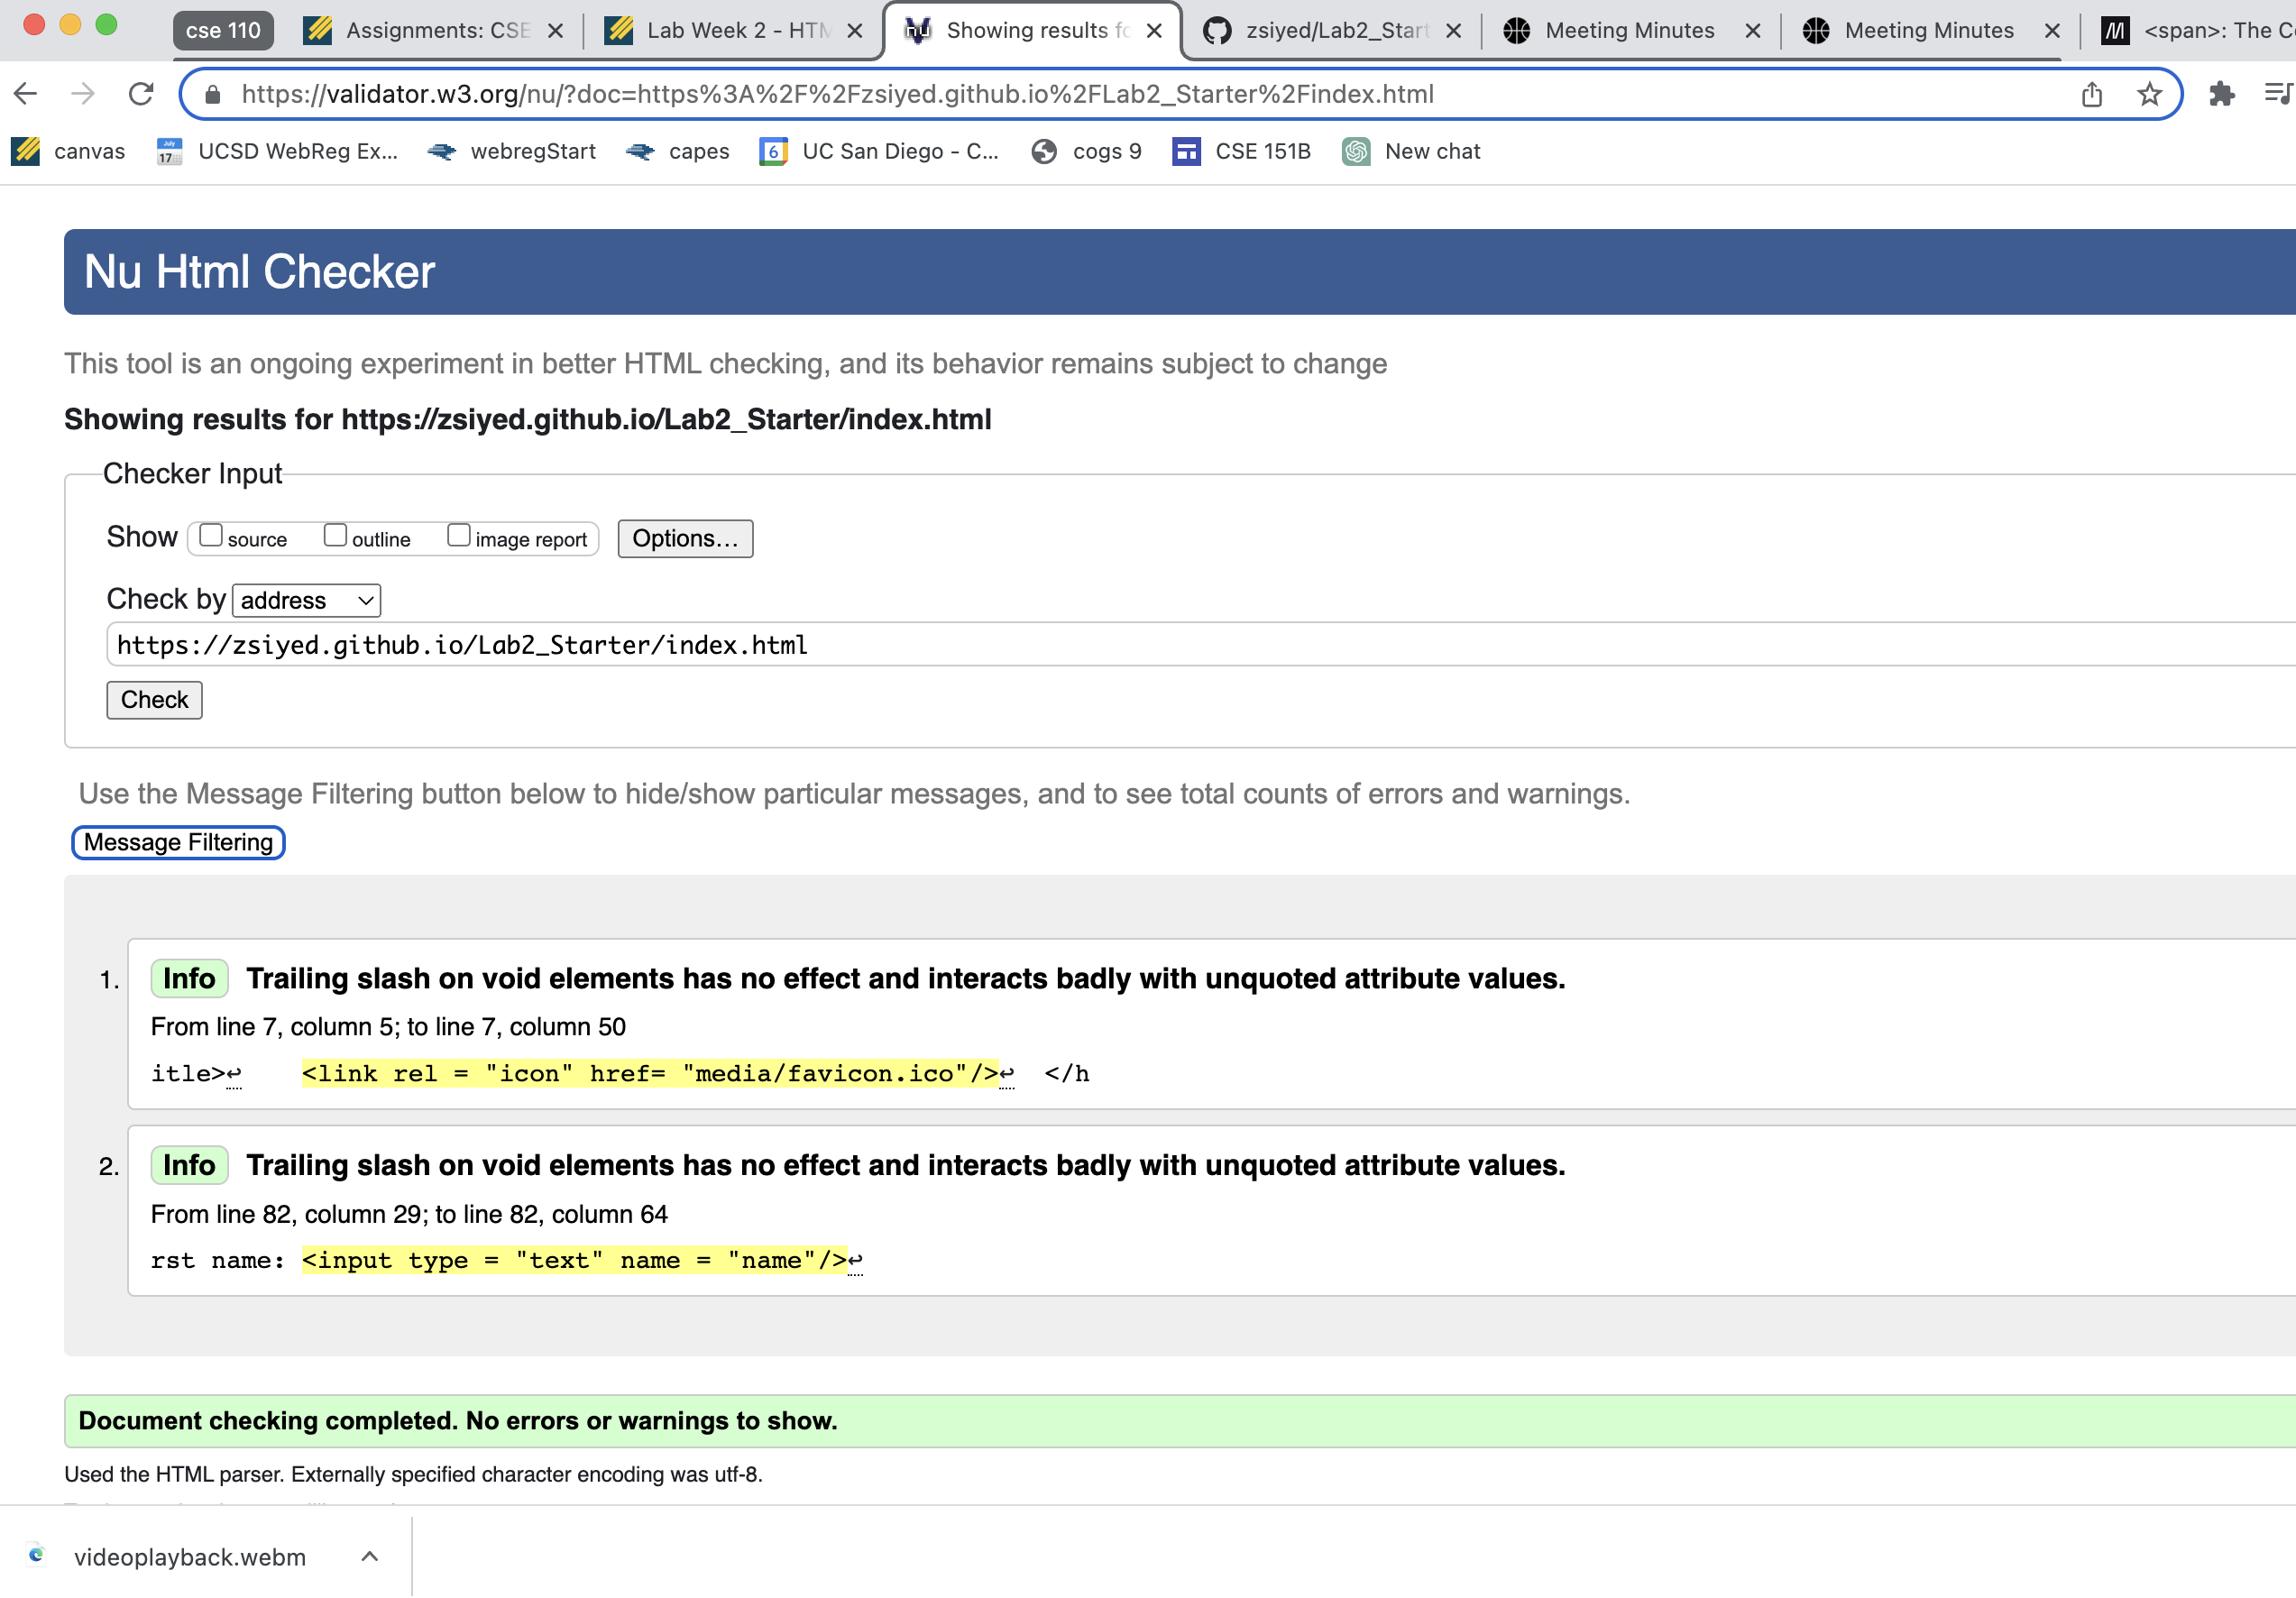 cse 110
Assignments: CSE
Lab Week 2 - HTM
Showing results fo
zsiyed/Lab2_Start
Meeting Minutes
Meeting Minutes
<span>: The C
https://validator.w3.org/nu/?doc=https%3A%2F%2Fzsiyed.github.io%2FLab2_Starter%2Findex.html
canvas
UCSD WebReg Ex...
webregStart
capes
UC San Diego - C...
cogs 9
CSE 151B
New chat
Nu Html Checker
This tool is an ongoing experiment in better HTML checking, and its behavior remains subject to change
Showing results for https://zsiyed.github.io/Lab2_Starter/index.html
Checker Input
Show source outline image report Options...
Check by address
https://zsiyed.github.io/Lab2_Starter/index.html
Check
Use the Message Filtering button below to hide/show particular messages, and to see total counts of errors and warnings.
Message Filtering
1. Info Trailing slash on void elements has no effect and interacts badly with unquoted attribute values.
From line 7, column 5; to line 7, column 50
itle>↩ <link rel = "icon" href= "media/favicon.ico"/>↩ </h
2. Info Trailing slash on void elements has no effect and interacts badly with unquoted attribute values.
From line 82, column 29; to line 82, column 64
rst name: <input type = "text" name = "name"/>↩
Document checking completed. No errors or warnings to show.
Used the HTML parser. Externally specified character encoding was utf-8.
videoplayback.webm